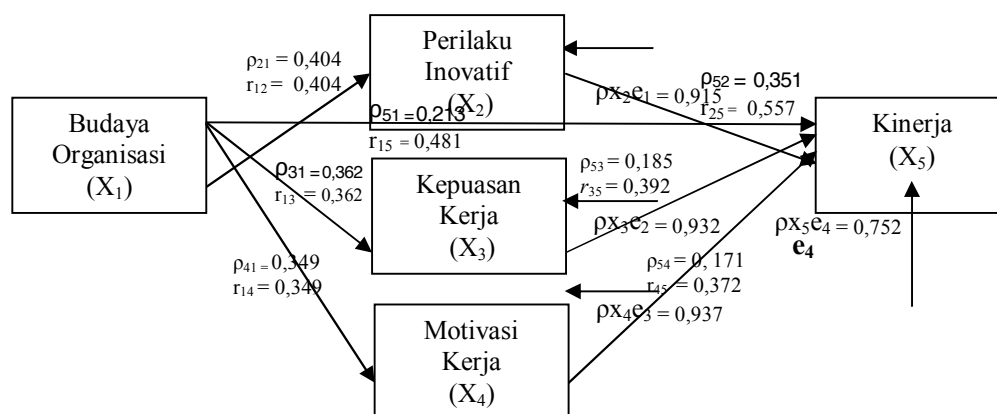 Perilaku
Inovatif
(X₂)
ρ₂₁ = 0,404
r₁₂ = 0,404
ρx₂e₁ = 0,915
ρ₅₂ = 0,351
r₂₅ = 0,557
Budaya
Organisasi
(X₁)
ρ₅₁ = 0,213
r₁₅ = 0,481
Kinerja
(X₅)
ρ₃₁ = 0,362
r₁₃ = 0,362
Kepuasan
Kerja
(X₃)
ρ₅₃ = 0,185
r₃₅ = 0,392
ρx₃e₂ = 0,932
ρx₅e₄ = 0,752
e₄
ρ₄₁ = 0,349
r₁₄ = 0,349
ρ₅₄ = 0, 171
r₄₅ = 0,372
ρx₄e₃ = 0,937
Motivasi
Kerja
(X₄)